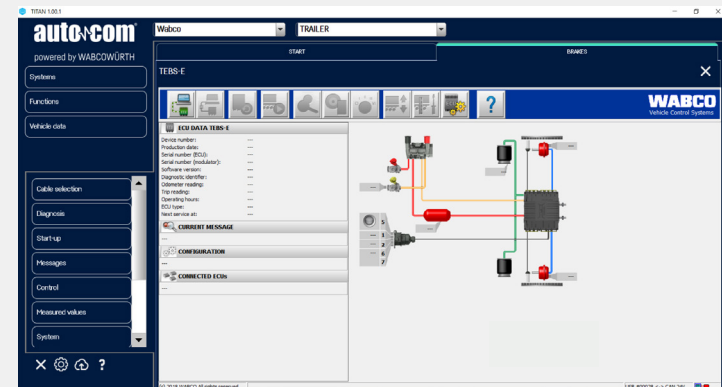 TITAN 1.00.1
autocom
powered by WABCOWÜRTH
Wabco
TRAILER
START
BRAKES
TEBS-E
Systems
Functions
Vehicle data
Cable selection
Diagnosis
Start-up
Messages
Control
Measured values
System
?
?
WABCO
Vehicle Control Systems
ECU DATA TEBS-E
Device number: ---
Production date: ---
Serial number (ECU): ---
Serial number (modulator): ---
Software version: ---
Diagnostic identifier: ---
Odometer reading: ---
Trip reading: ---
Operating hours: ---
ECU type: ---
Next service at: ---
CURRENT MESSAGE
---
CONFIGURATION
---
CONNECTED ECUs
---
5
--- 1
--- 2
--- 6
7